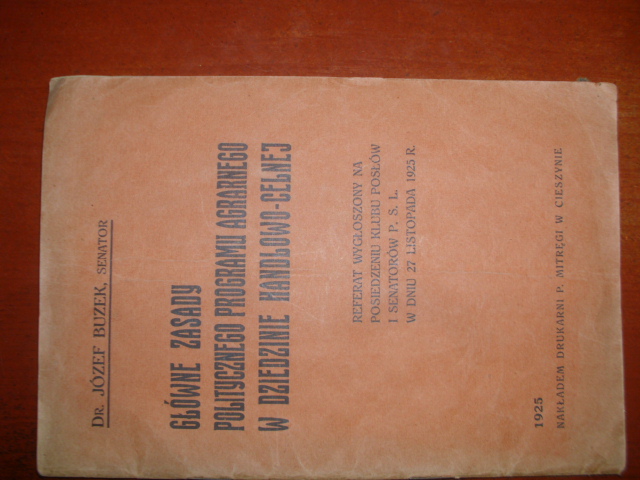 DR. JÓZEF BUZEK, SENATOR
GŁÓWNE ZASADY
POLITYCZNEGO PROGRAMU AGRARNEGO
W DZIEDZINIE HANDLOWO-CELNEJ
REFERAT WYGŁOSZONY NA
POSIEDZENIU KLUBU POSŁÓW
I SENATORÓW P. S. L.
W DNIU 27 LISTOPADA 1925 R.
1925
NAKŁADEM DRUKARNI P. MITRĘGI W CIESZYNIE